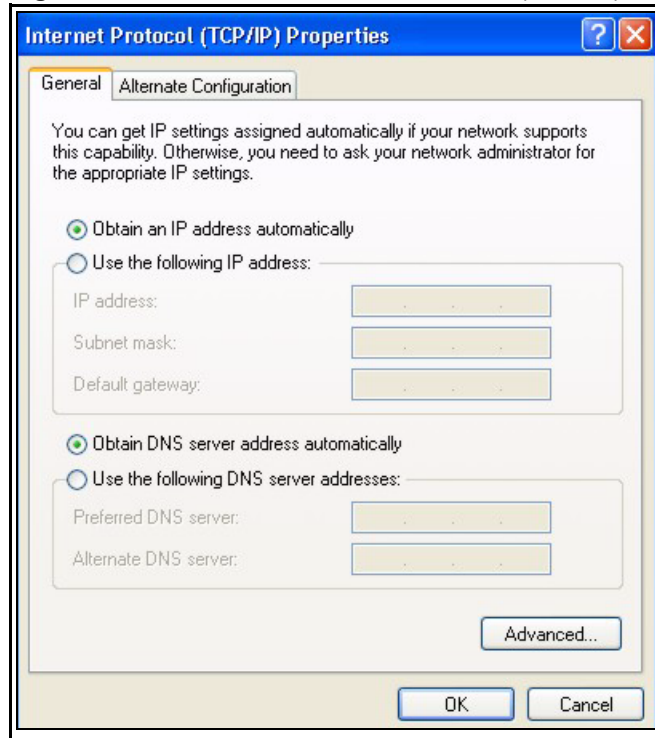 Internet Protocol (TCP/IP) Properties
General
Alternate Configuration
You can get IP settings assigned automatically if your network supports
this capability. Otherwise, you need to ask your network administrator for
the appropriate IP settings.
Obtain an IP address automatically
Use the following IP address:
IP address:
Subnet mask:
Default gateway:
Obtain DNS server address automatically
Use the following DNS server addresses:
Preferred DNS server:
Alternate DNS server:
Advanced...
OK
Cancel